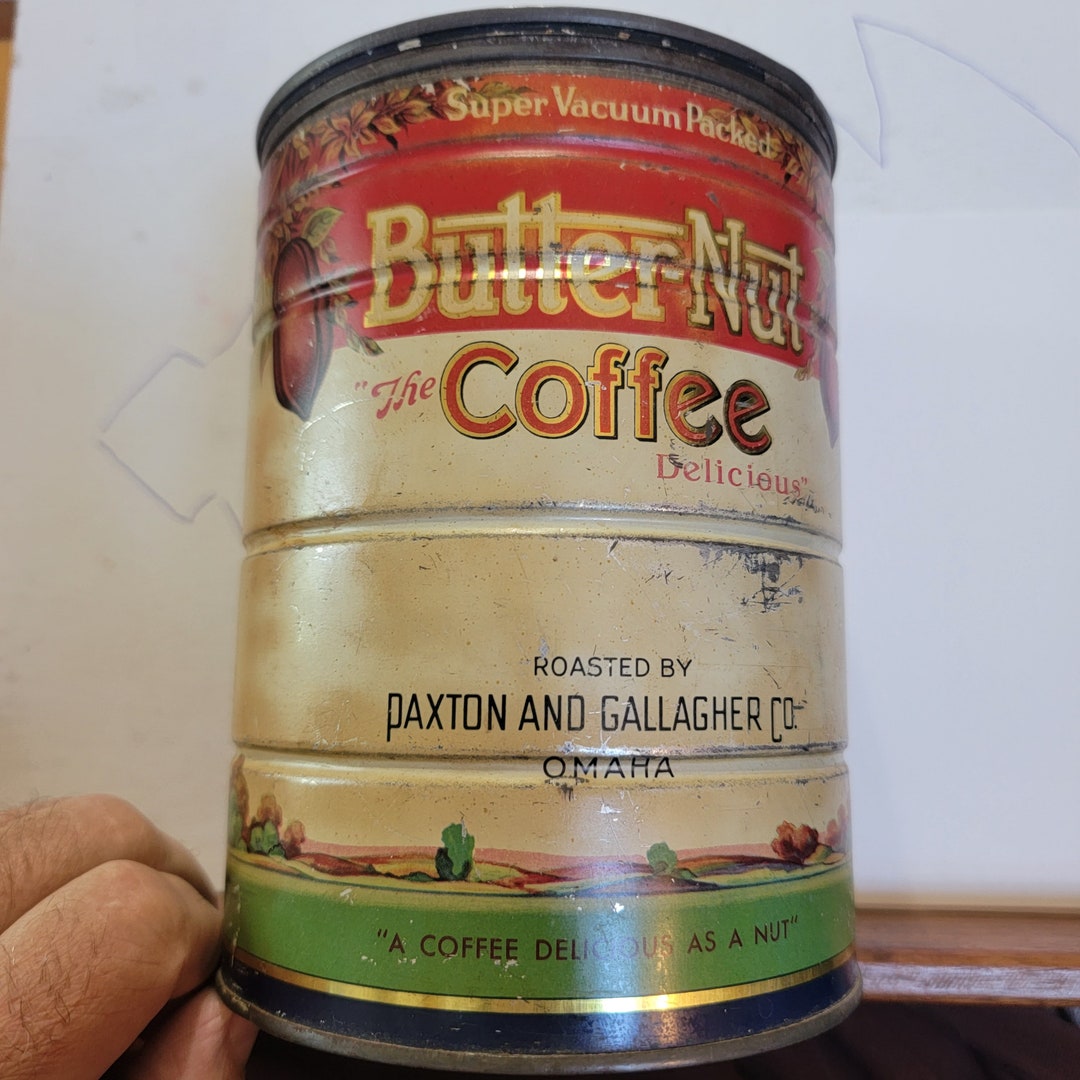 Super Vacuum Packed
Butter-Nut
"The Coffee
Delicious"
ROASTED BY
PAXTON AND GALLAGHER CO.
OMAHA
"A COFFEE DELICIOUS AS A NUT"